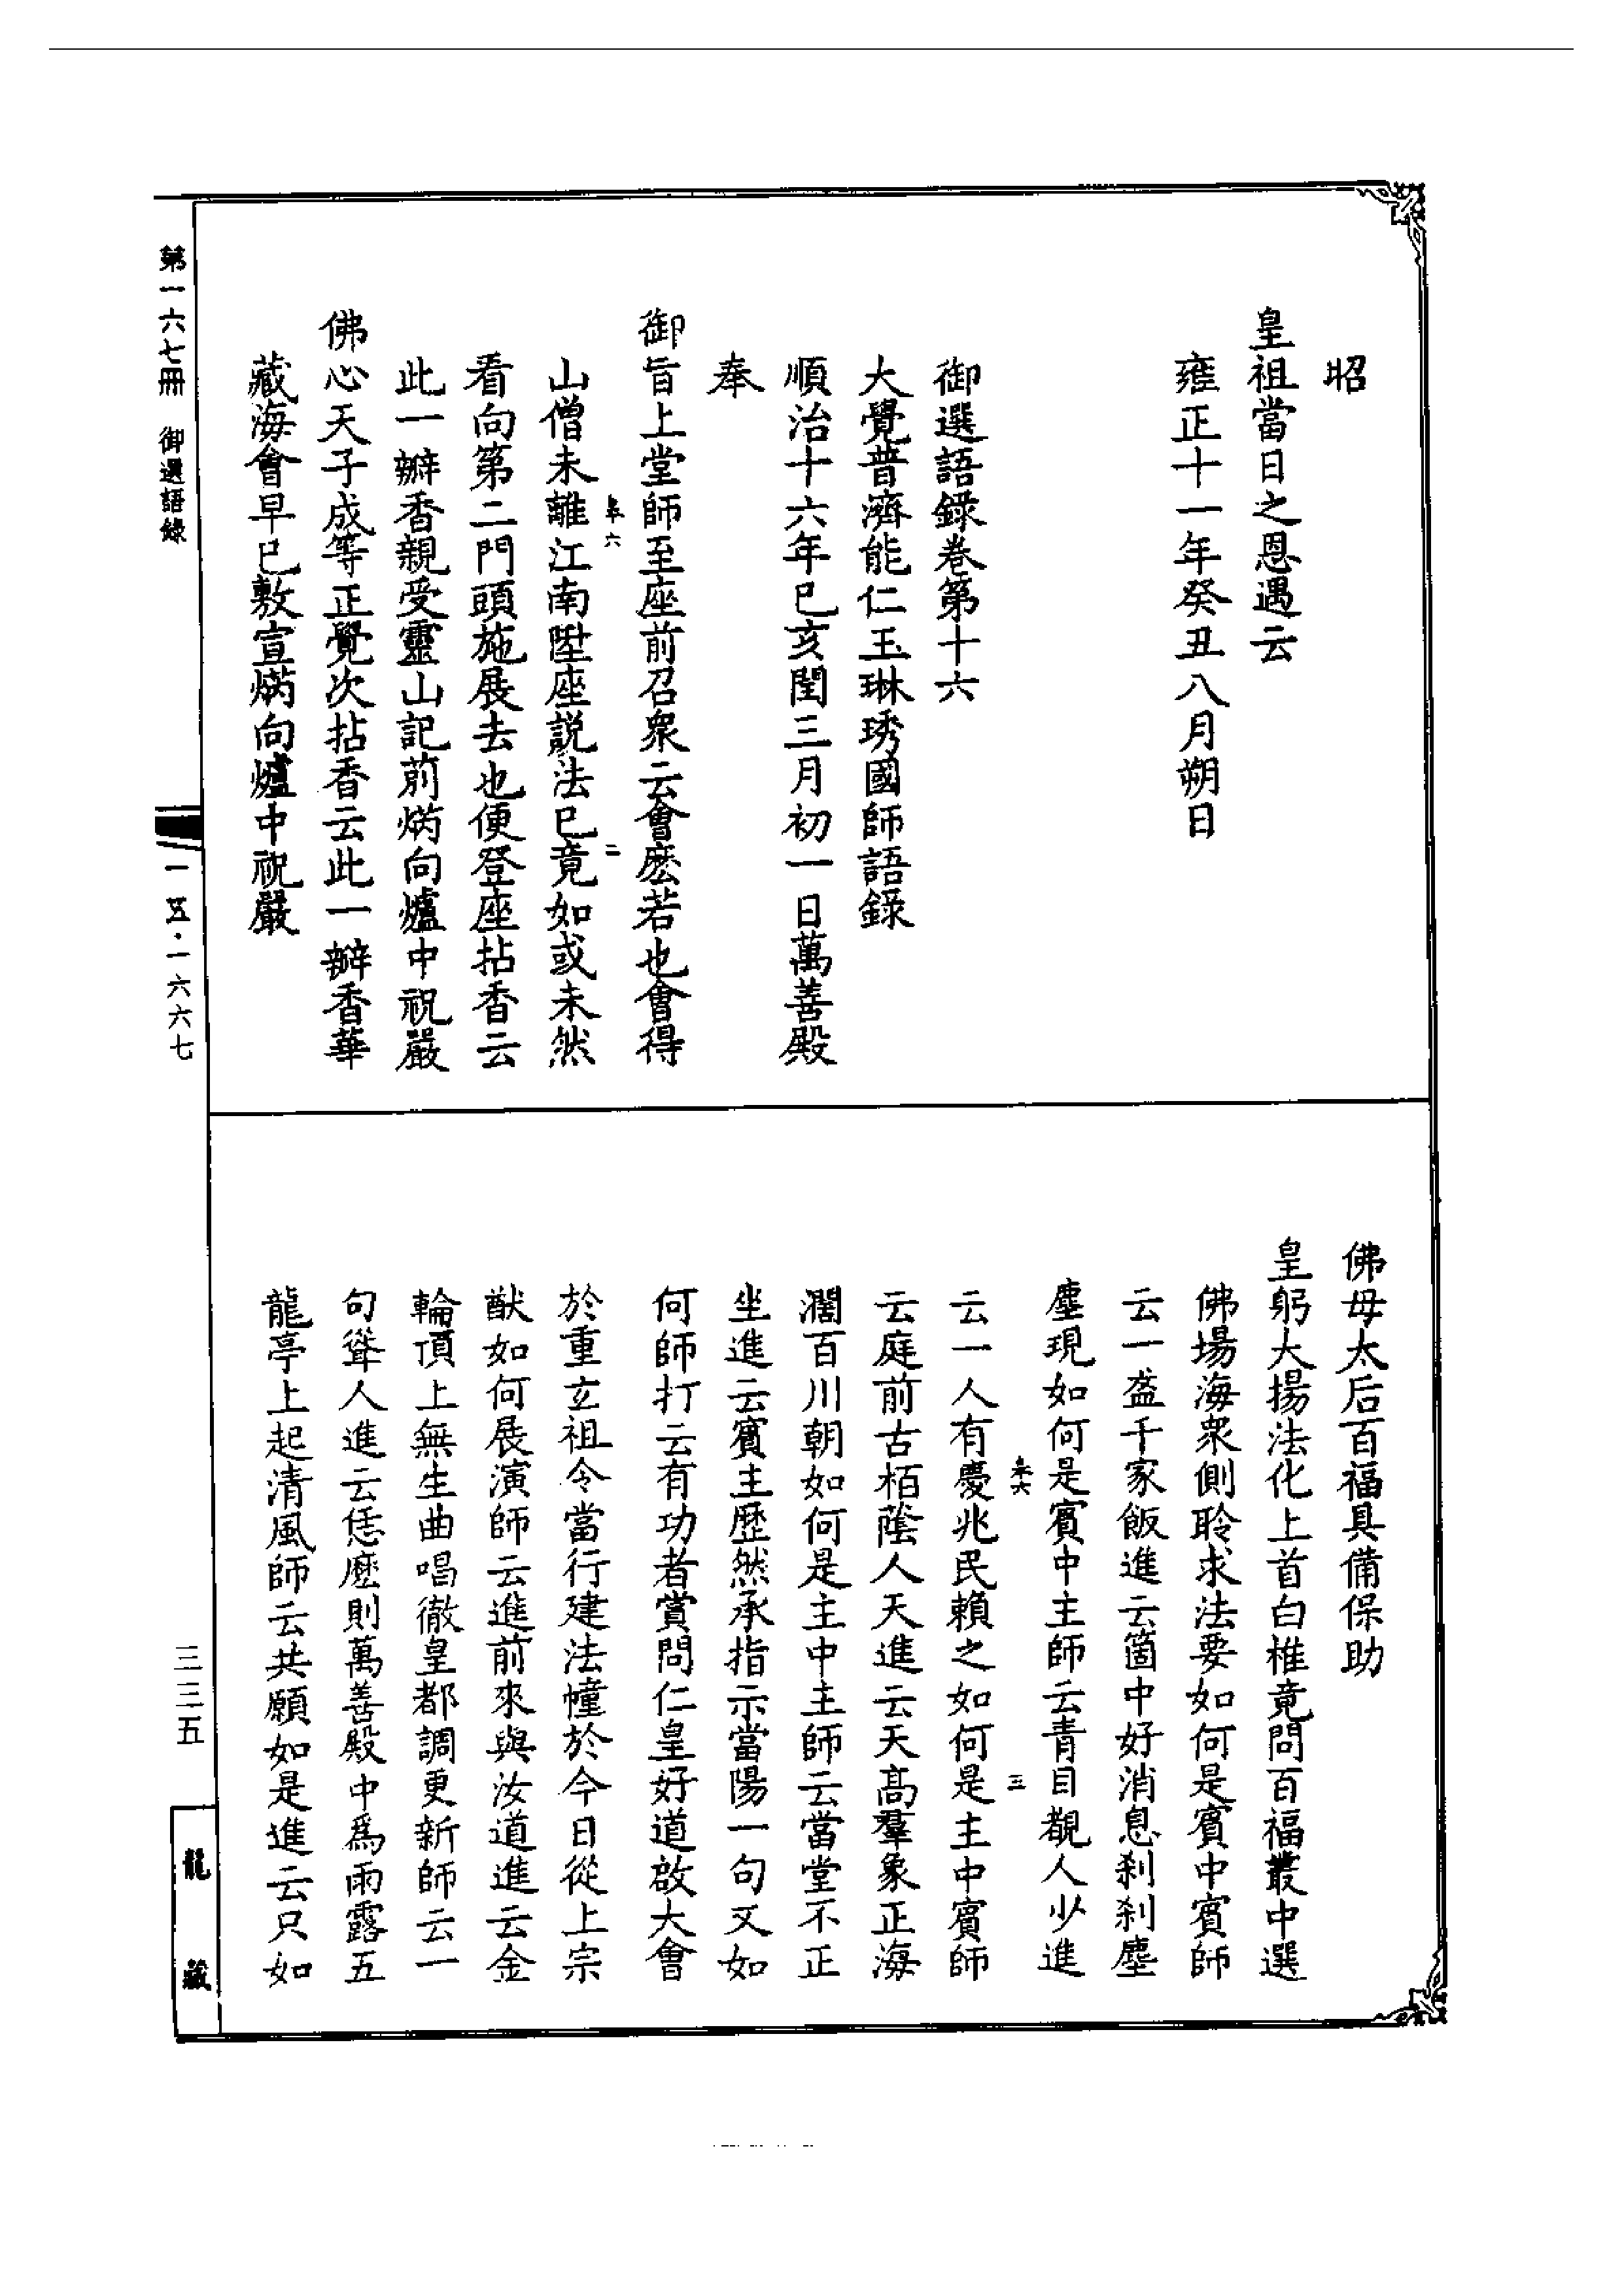 昭
皇祖當日之恩遇云
雍正十一年癸丑八月朔日
御選語錄卷第十六
大覺普濟能仁玉琳琇國師語錄
順治十六年巳亥閏三月初一日萬善殿
奉
御旨上堂師至座前召衆云會麽若也會得
六
二
山僧未離江南陞座説法巳竟如或未然
看向第二門頭施展去也便登座拈香云
此一瓣香親受靈山記莂爇向爐中祝嚴
佛心天子成等正覺次拈香云此一瓣香華
藏海會早巳敷宣爇向爐中祝嚴
佛母太后百福具備保助
皇躬大揚法化上首白椎竟問百福叢中選
佛場海衆側聆求法要如何是賓中賓師
云一盔千家飯進云箇中好消息刹刹塵
塵現如何是賓中主師云青目覩人少進
六
三
云一人有慶兆民賴之如何是主中賓師
云庭前古栢蔭人天進云天髙羣象正海
濶百川朝如何是主中主師云當堂不正
坐進云賓主歷然承指示當陽一句又如
何師打云有功者賞問仁皇好道啟大會
於重玄祖令當行建法幢於今日從上宗
猷如何展演師云進前來與汝道進云金
輪頂上無生曲唱徹皇都調更新師云一
句聳人進云恁麽則萬善殿中爲雨露五
龍亭上起清風師云共願如是進云只如
第一六七冊 御選語錄
一五·一六六七
三三五
龍藏